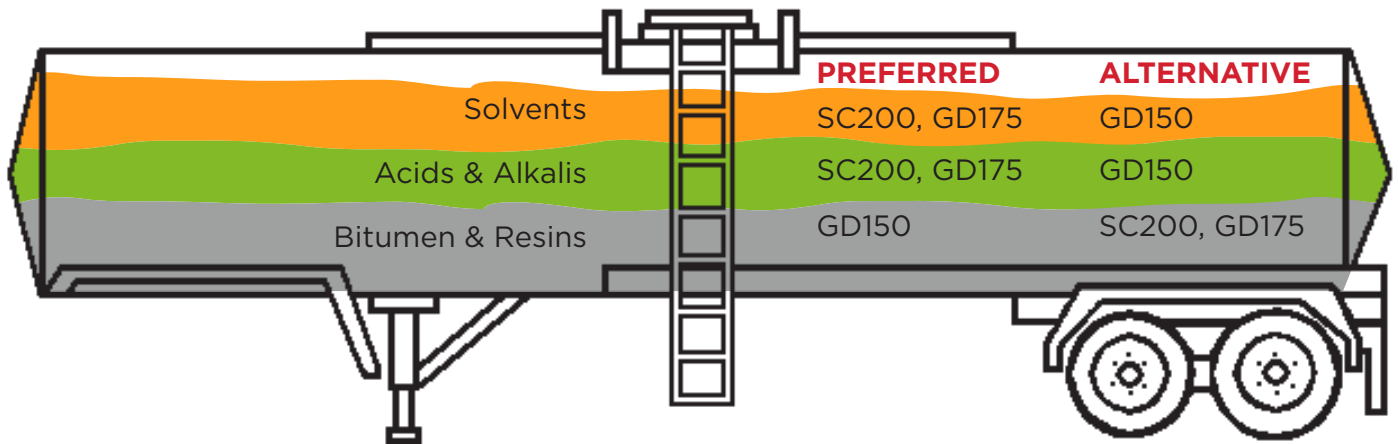 PREFERRED ALTERNATIVE
Solvents SC200, GD175 GD150
Acids & Alkalis SC200, GD175 GD150
Bitumen & Resins GD150 SC200, GD175